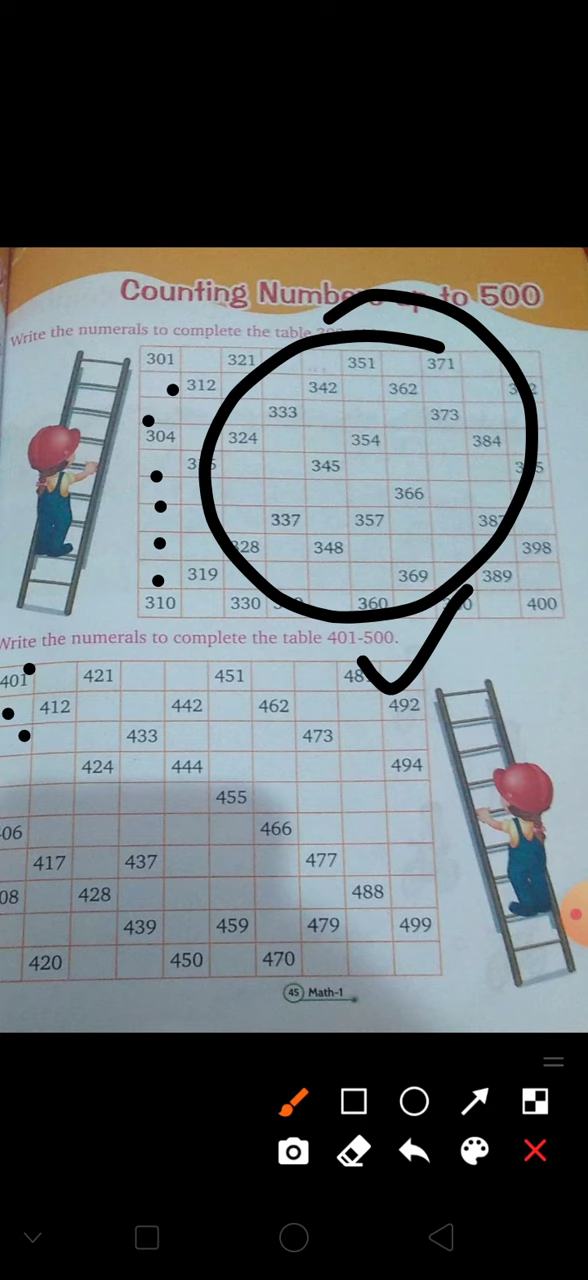 Counting Numbers up to 500
Write the numerals to complete the table
301 321 351 371
312 342 362
333 373
304 324 354 384
345
366
337 357 387
328 348 398
319 369 389
310 330 360 400
Write the numerals to complete the table 401-500.
401 421 451
412 442 462 492
433 473
424 444 494
455
06 466
417 437 477
08 428 488
439 459 479 499
420 450 470
45 Math-1